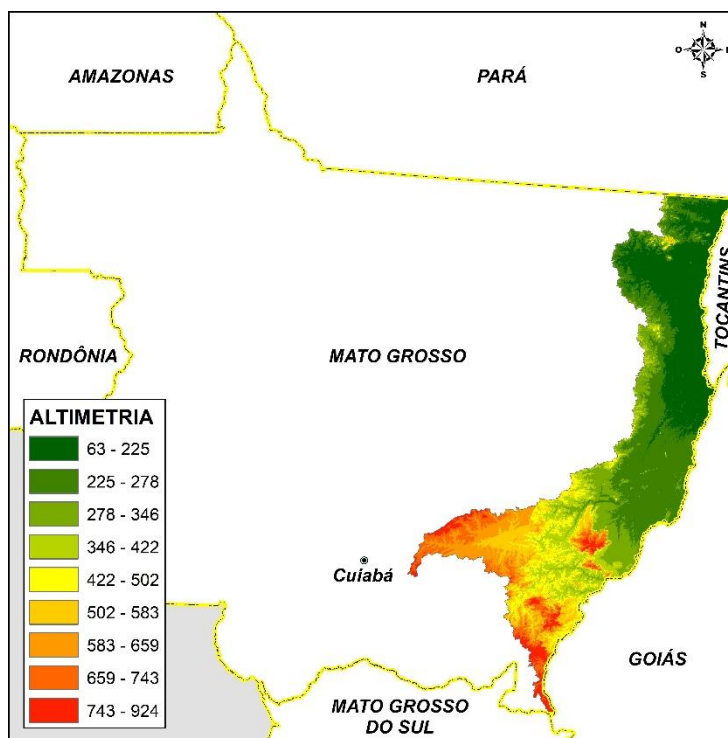 N
O
S
AMAZONAS
PARÁ
TOCANTINS
RONDÔNIA
MATO GROSSO
ALTIMETRIA
63 - 225
225 - 278
278 - 346
346 - 422
422 - 502
502 - 583
583 - 659
659 - 743
743 - 924
Cuiabá
GOIÁS
MATO GROSSO
DO SUL